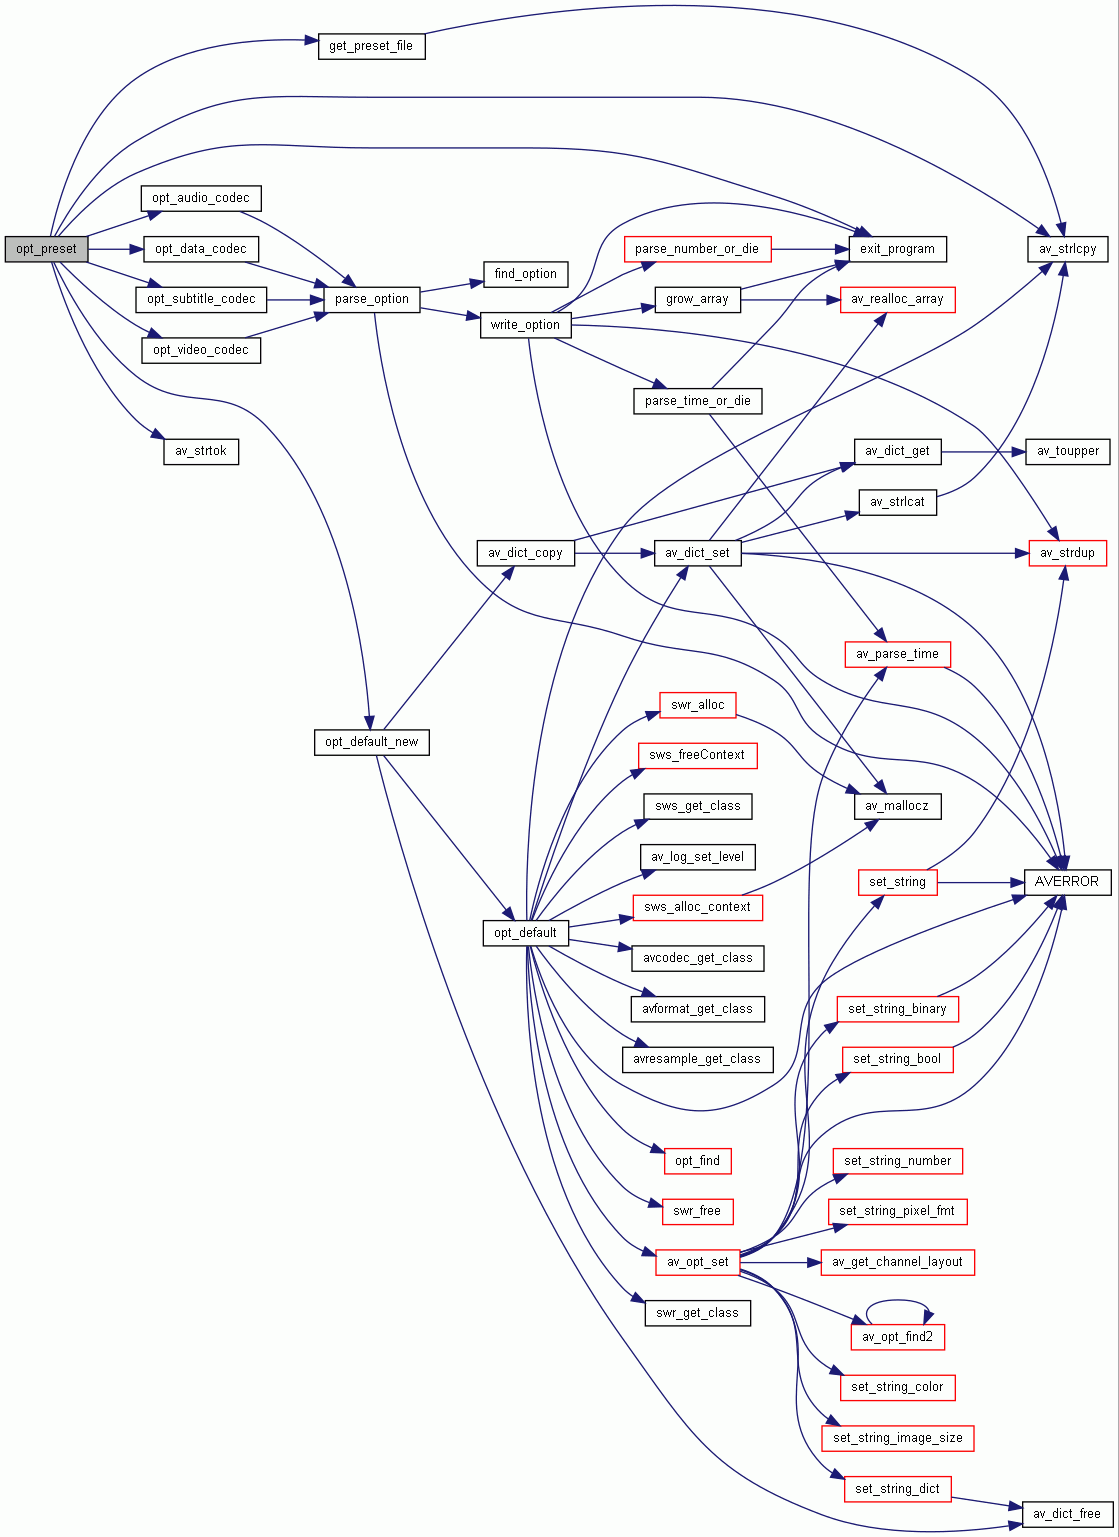 get_preset_file
opt_audio_codec
opt_preset
opt_data_codec
parse_number_or_die
exit_program
av_strlcpy
find_option
opt_subtitle_codec
parse_option
grow_array
av_realloc_array
write_option
opt_video_codec
parse_time_or_die
av_strtok
av_dict_get
av_toupper
av_strlcat
av_dict_copy
av_dict_set
av_strdup
av_parse_time
swr_alloc
opt_default_new
sws_freeContext
sws_get_class
av_mallocz
av_log_set_level
set_string
AVERROR
sws_alloc_context
opt_default
avcodec_get_class
avformat_get_class
set_string_binary
avresample_get_class
set_string_bool
opt_find
set_string_number
swr_free
set_string_pixel_fmt
av_opt_set
av_get_channel_layout
swr_get_class
av_opt_find2
set_string_color
set_string_image_size
set_string_dict
av_dict_free